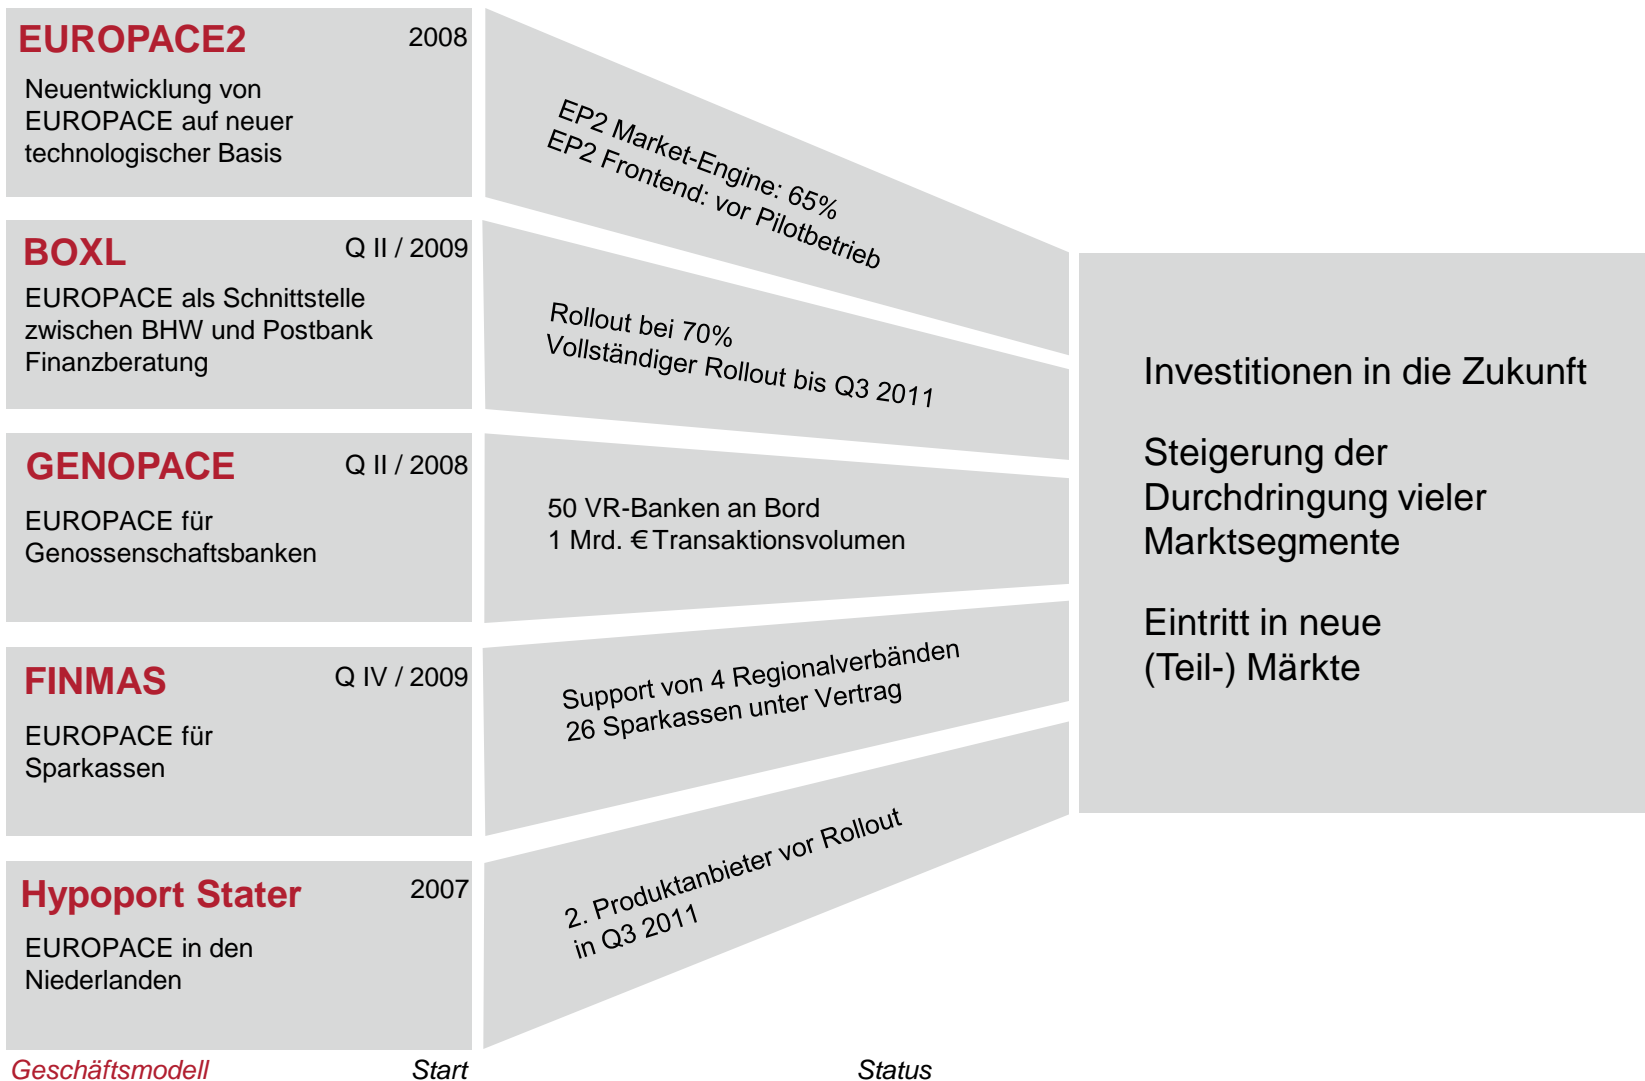 EUROPACE2 2008
Neuentwicklung von
EUROPACE auf neuer
technologischer Basis
EP2 Market-Engine: 65%
EP2 Frontend: vor Pilotbetrieb
BOXL Q II / 2009
EUROPACE als Schnittstelle
zwischen BHW und Postbank
Finanzberatung
Rollout bei 70%
Vollständiger Rollout bis Q3 2011
GENOPACE Q II / 2008
EUROPACE für
Genossenschaftsbanken
50 VR-Banken an Bord
1 Mrd. € Transaktionsvolumen
FINMAS Q IV / 2009
EUROPACE für
Sparkassen
Support von 4 Regionalverbänden
26 Sparkassen unter Vertrag
Hypoport Stater 2007
EUROPACE in den
Niederlanden
2. Produktanbieter vor Rollout
in Q3 2011
Investitionen in die Zukunft
Steigerung der
Durchdringung vieler
Marktsegmente
Eintritt in neue
(Teil-) Märkte
Geschäftsmodell Start Status